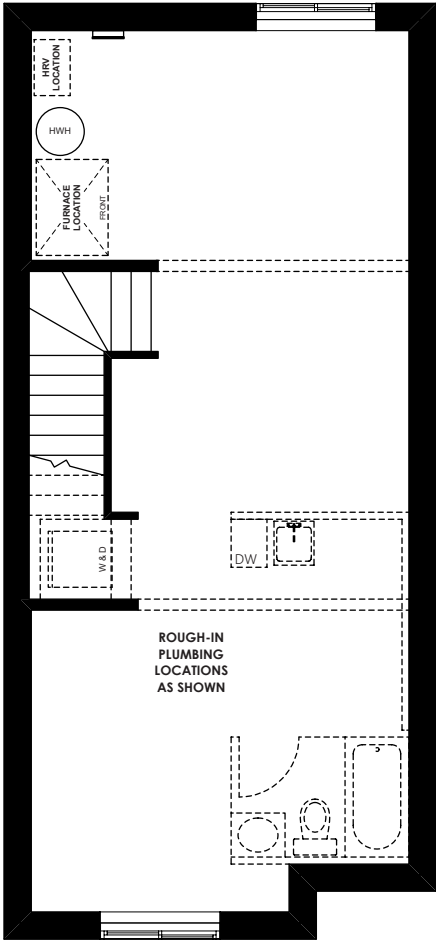 HRV
LOCATION
HWH
FURNACE
LOCATION
FRONT
W & D
DW
ROUGH-IN
PLUMBING
LOCATIONS
AS SHOWN